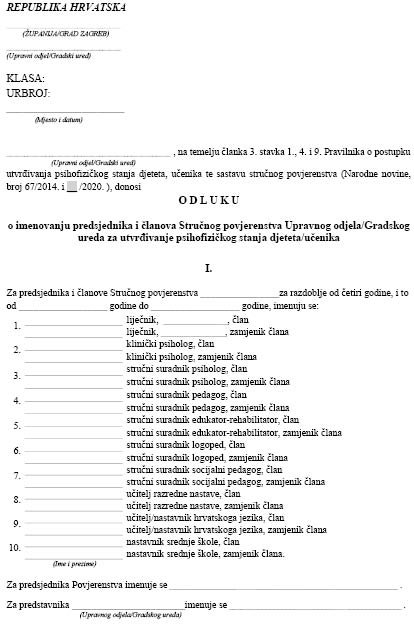 REPUBLIKA HRVATSKA
(ŽUPANIJA/GRAD ZAGREB)
(Upravni odjel/Gradski ured)
KLASA:
URBROJ:
(Mjesto i datum)
, na temelju članka 3. stavka 1., 4. i 9. Pravilnika o postupku
(Upravni odjel/Gradski ured)
utvrđivanja psihofizičkog stanja djeteta, učenika te sastavu stručnog povjerenstva (Narodne novine,
broj 67/2014. i __ /2020. ), donosi
O D L U K U
o imenovanju predsjednika i članova Stručnog povjerenstva Upravnog odjela/Gradskog
ureda za utvrđivanje psihofizičkog stanja djeteta/učenika
I.
Za predsjednika i članove Stručnog povjerenstva ________________za razdoblje od četiri godine, i to
od __________________ godine do __________________ godine, imenuju se:
1. ____________________ liječnik, _____________, član
____________________ liječnik, _____________, zamjenik člana
2. ____________________ klinički psiholog, član
____________________ klinički psiholog, zamjenik člana
3. ____________________ stručni suradnik psiholog, član
____________________ stručni suradnik psiholog, zamjenik člana
4. ____________________ stručni suradnik pedagog, član
____________________ stručni suradnik pedagog, zamjenik člana
5. ____________________ stručni suradnik edukator-rehabilitator, član
____________________ stručni suradnik edukator-rehabilitator, zamjenik člana
6. ____________________ stručni suradnik logoped, član
____________________ stručni suradnik logoped, zamjenik člana
7. ____________________ stručni suradnik socijalni pedagog, član
____________________ stručni suradnik socijalni pedagog, zamjenik člana
8. ____________________ učitelj razredne nastave, član
____________________ učitelj razredne nastave, zamjenik člana
9. ____________________ učitelj/nastavnik hrvatskoga jezika, član
____________________ učitelj/nastavnik hrvatskoga jezika, zamjenik člana
10. ____________________ nastavnik srednje škole, član
____________________ nastavnik srednje škole, zamjenik člana.
(Ime i prezime)
Za predsjednika Povjerenstva imenuje se ______________________________________________ .
Za predstavnika _______________________imenuje se __________________________________ .
(Upravnog odjela/Gradskog ureda)